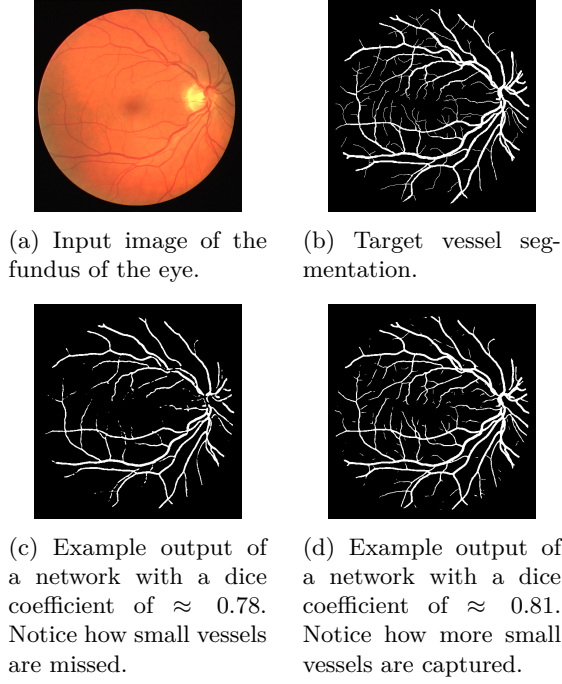 (a) Input image of the
fundus of the eye.
(b) Target vessel seg-
mentation.
(c) Example output of
a network with a dice
coefficient of ≈ 0.78.
Notice how small vessels
are missed.
(d) Example output of
a network with a dice
coefficient of ≈ 0.81.
Notice how more small
vessels are captured.